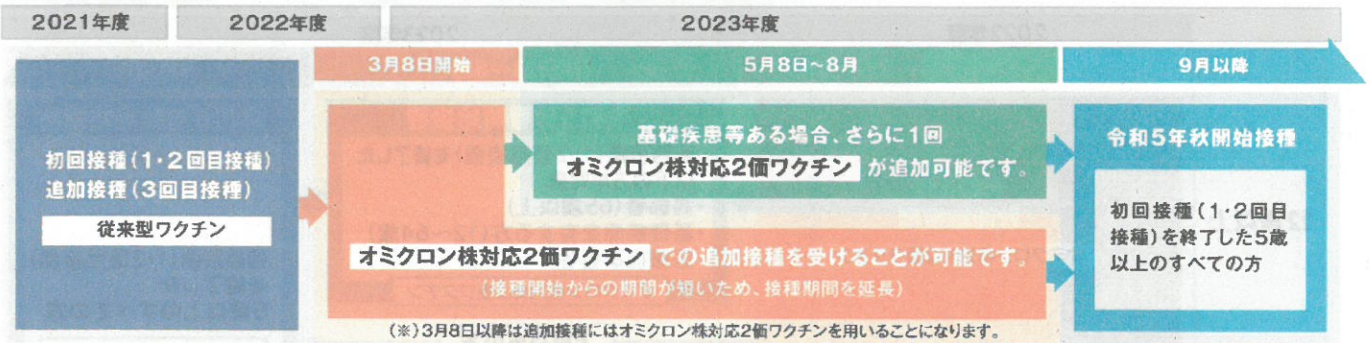 2021年度
2022年度
2023年度
3月8日開始
5月8日～8月
9月以降
初回接種(1・2回目接種)
追加接種(3回目接種)
従来型ワクチン
基礎疾患等ある場合、さらに1回
オミクロン株対応2価ワクチン が追加可能です。
オミクロン株対応2価ワクチン での追加接種を受けることが可能です。
(接種開始からの期間が短いため、接種期間を延長)
令和5年秋開始接種
初回接種(1・2回目
接種)を終了した5歳
以上のすべての方
(※)3月8日以降は追加接種にはオミクロン株対応2価ワクチンを用いることになります。